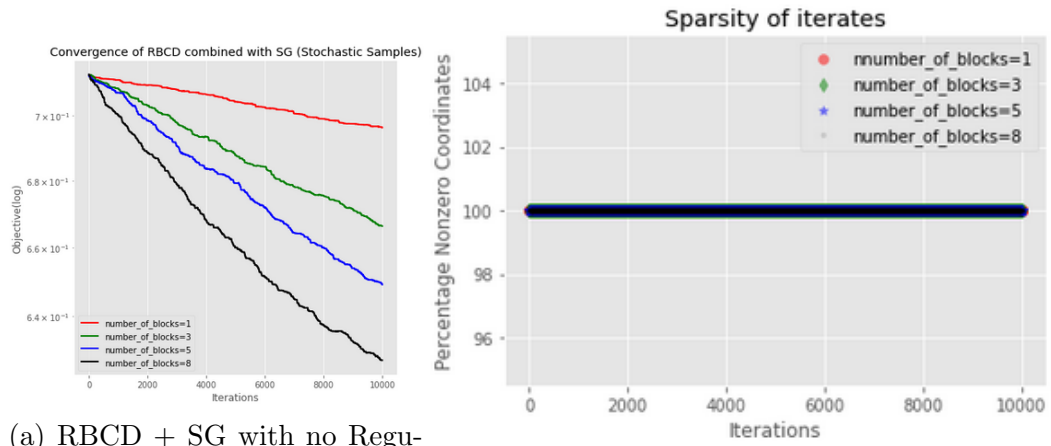 Convergence of RBCD combined with SG (Stochastic Samples)
Objective(log)
7 × 10⁻¹
6.8 × 10⁻¹
6.6 × 10⁻¹
6.4 × 10⁻¹
number_of_blocks=1
number_of_blocks=3
number_of_blocks=5
number_of_blocks=8
0 2000 4000 6000 8000 10000
Iterations
(a) RBCD + SG with no Regu-
Sparsity of iterates
Percentage Nonzero Coordinates
104
102
100
98
96
nnumber_of_blocks=1
number_of_blocks=3
number_of_blocks=5
number_of_blocks=8
0 2000 4000 6000 8000 10000
Iterations